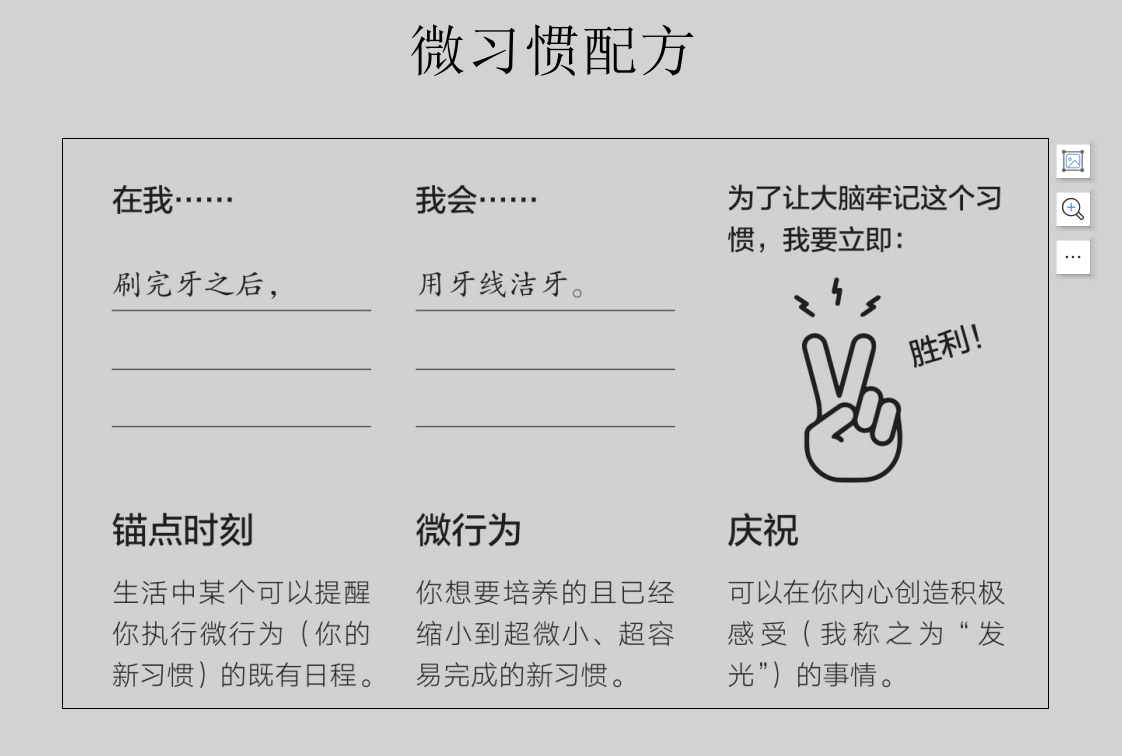 微习惯配方
在我……
刷完牙之后，
锚点时刻
生活中某个可以提醒
你执行微行为（你的
新习惯）的既有日程。
我会……
用牙线洁牙。
微行为
你想要培养的且已经
缩小到超微小、超容
易完成的新习惯。
为了让大脑牢记这个习
惯，我要立即：
胜利！
庆祝
可以在你内心创造积极
感受（我称之为“发
光”）的事情。